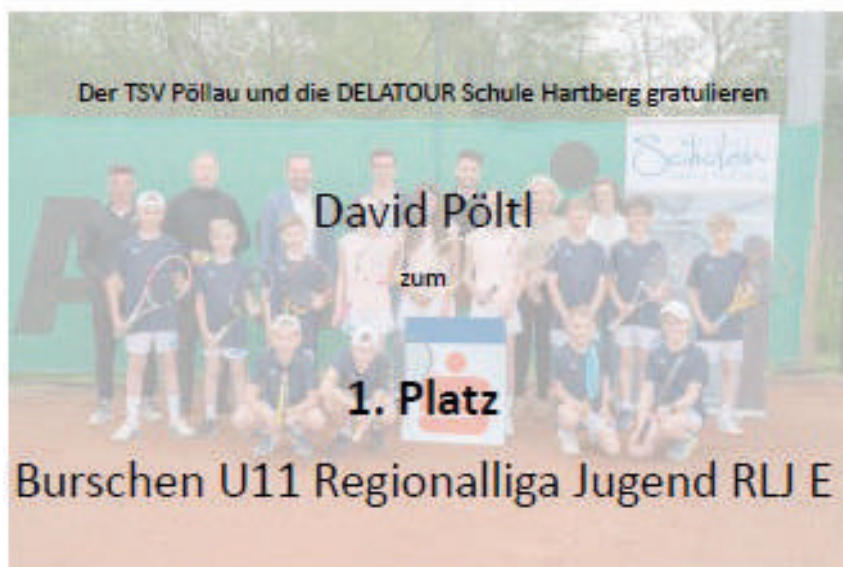 Der TSV Pöllau und die DELATOUR Schule Hartberg gratulieren
David Pöltl
zum
1. Platz
Burschen U11 Regionalliga Jugend RLJ E